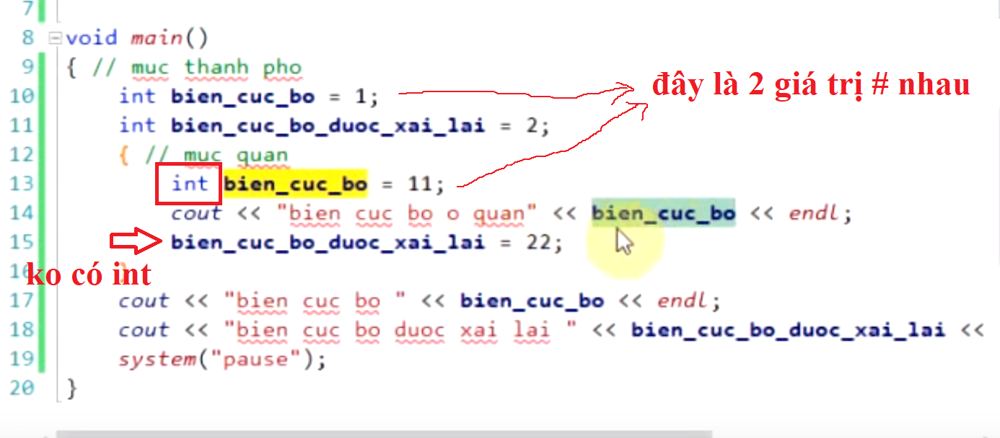 7
8 void main()
9 { // muc thanh pho
10 int bien_cuc_bo = 1;
đây là 2 giá trị # nhau
11 int bien_cuc_bo_duoc_xai_lai = 2;
12 { // muc quan
13 int bien_cuc_bo = 11;
14 cout << "bien cuc bo o quan" << bien_cuc_bo << endl;
15 bien_cuc_bo_duoc_xai_lai = 22;
16 }
ko có int
17 cout << "bien cuc bo " << bien_cuc_bo << endl;
18 cout << "bien cuc bo duoc xai lai " << bien_cuc_bo_duoc_xai_lai <<
19 system("pause");
20 }